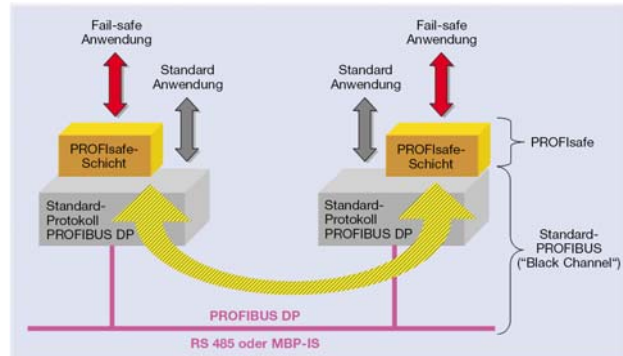 Fail-safe
Anwendung
Standard
Anwendung
Standard
Anwendung
Fail-safe
Anwendung
PROFIsafe-
Schicht
PROFIsafe-
Schicht
PROFIsafe
Standard-
Protokoll
PROFIBUS DP
Standard-
Protokoll
PROFIBUS DP
Standard-
PROFIBUS
("Black Channel")
PROFIBUS DP
RS 485 oder MBP-IS